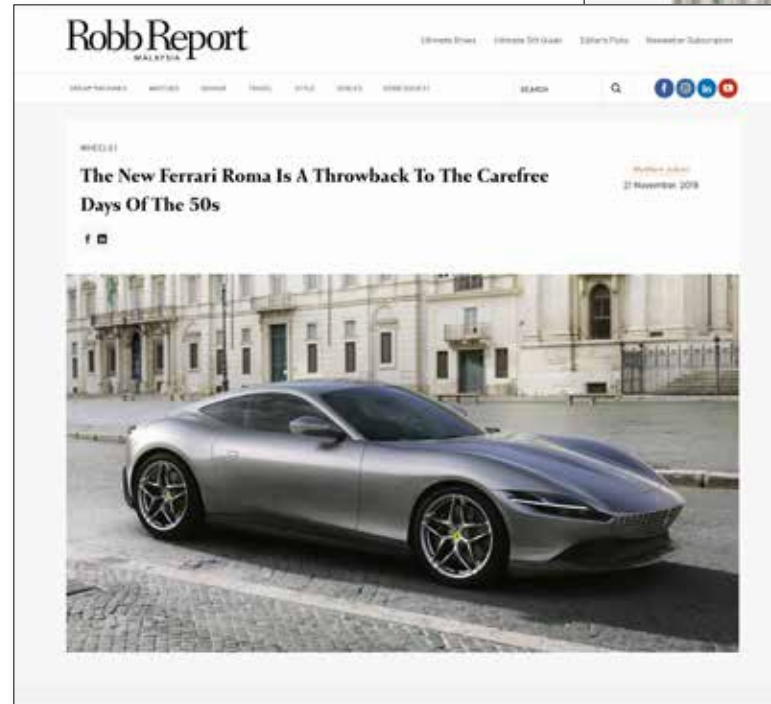 Robb Report
MALAYSIA
Ultimate Drives Ultimate Gift Guide Editor's Picks Newsletter Subscription
WATCHES TRAVEL STYLE
SEARCH
WHEELS
The New Ferrari Roma Is A Throwback To The Carefree
Days Of The 50s
21 November, 2019